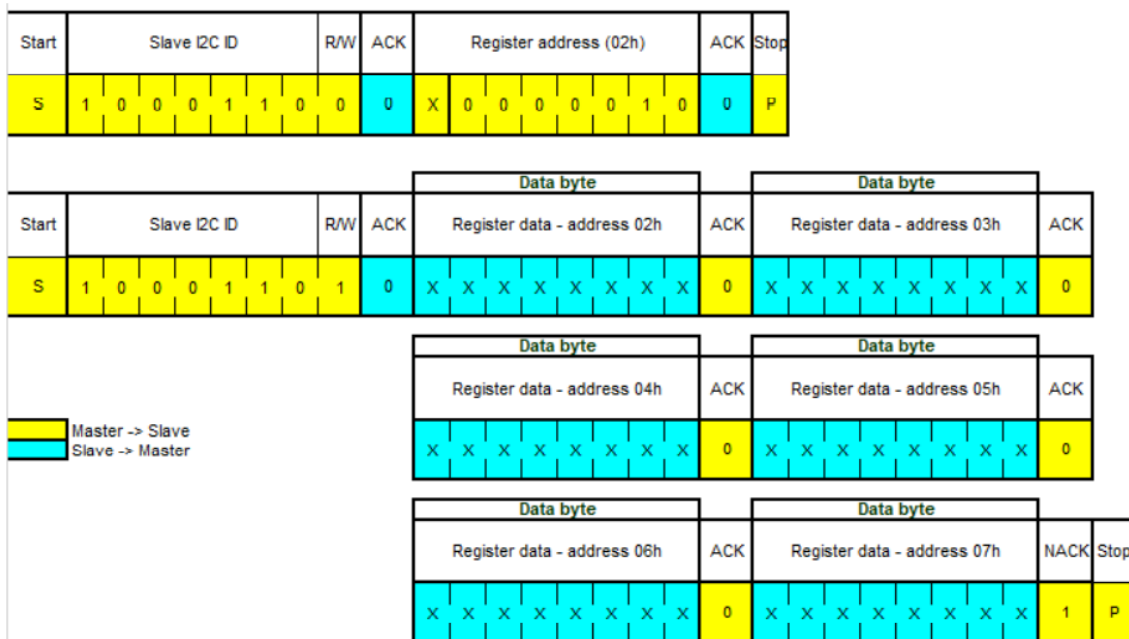 Start Slave I2C ID R/W ACK Register address (02h) ACK Stop
S 1 0 0 0 1 1 0 0 0 X 0 0 0 0 0 1 0 0 P
Data byte Data byte
Start Slave I2C ID R/W ACK Register data - address 02h ACK Register data - address 03h ACK
S 1 0 0 0 1 1 0 1 0 X X X X X X X X 0 X X X X X X X X 0
Data byte Data byte
Register data - address 04h ACK Register data - address 05h ACK
Master -> Slave
Slave -> Master
X X X X X X X X 0 X X X X X X X X 0
Data byte Data byte
Register data - address 06h ACK Register data - address 07h NACK Stop
X X X X X X X X 0 X X X X X X X X 1 P